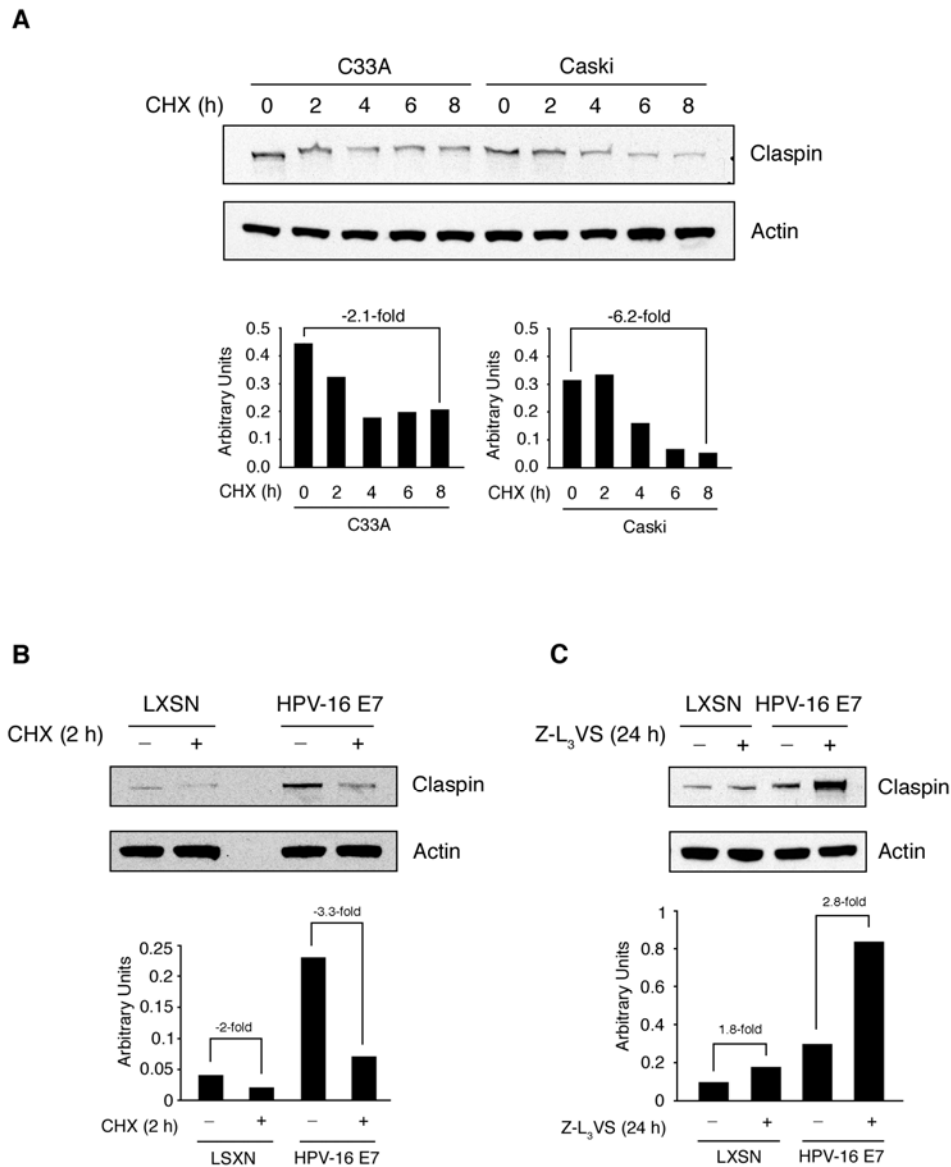 A
C33A Caski
CHX (h) 0 2 4 6 8 0 2 4 6 8
Claspin
Actin
-2.1-fold
0.5
0.4
0.3
0.2
0.1
0.0
Arbitrary Units
CHX (h) 0 2 4 6 8
C33A
-6.2-fold
0.5
0.4
0.3
0.2
0.1
0.0
Arbitrary Units
CHX (h) 0 2 4 6 8
Caski
B
LXSN HPV-16 E7
CHX (2 h) – + – +
Claspin
Actin
-3.3-fold
-2-fold
0.25
0.2
0.15
0.1
0.05
0
Arbitrary Units
CHX (2 h) – + – +
LSXN HPV-16 E7
C
LXSN HPV-16 E7
Z-L₃VS (24 h) – + – +
Claspin
Actin
2.8-fold
1.8-fold
1
0.8
0.6
0.4
0.2
0
Arbitrary Units
Z-L₃VS (24 h) – + – +
LXSN HPV-16 E7